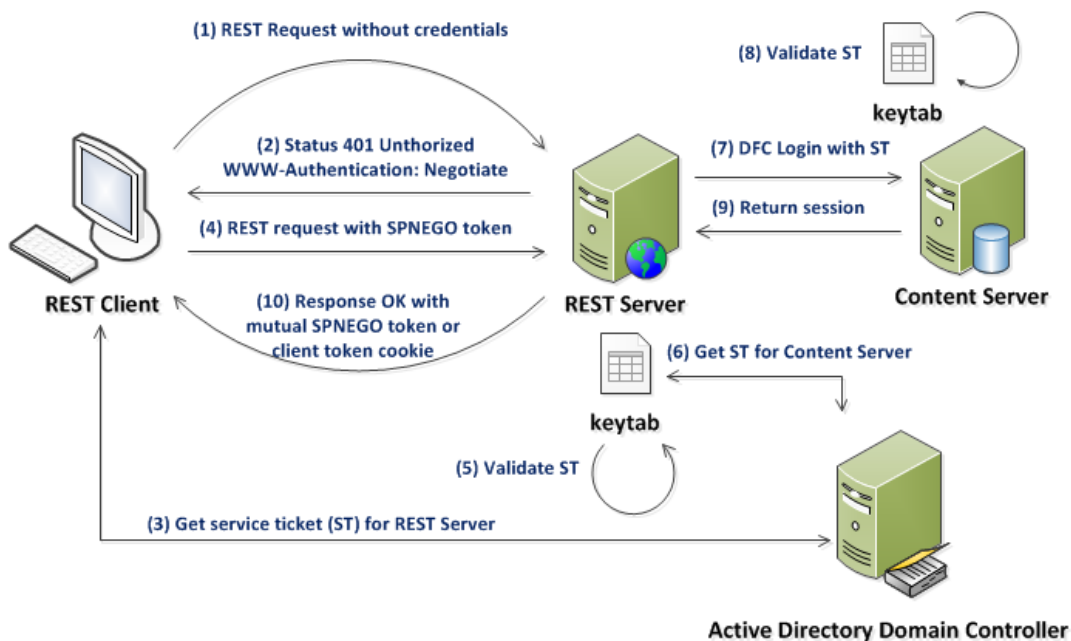 (1) REST Request without credentials
(8) Validate ST
keytab
(2) Status 401 Unthorized
WWW-Authentication: Negotiate
(7) DFC Login with ST
(4) REST request with SPNEGO token
(9) Return session
REST Client
REST Server
Content Server
(10) Response OK with
mutual SPNEGO token or
client token cookie
(6) Get ST for Content Server
keytab
(5) Validate ST
(3) Get service ticket (ST) for REST Server
Active Directory Domain Controller